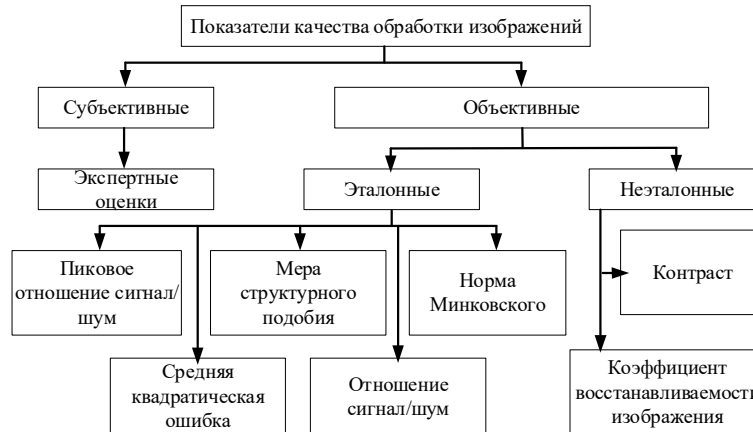 Показатели качества обработки изображений
Субъективные
Объективные
Экспертные
оценки
Эталонные
Неэталонные
Пиковое
отношение сигнал/
шум
Мера
структурного
подобия
Норма
Минковского
Контраст
Средняя
квадратическая
ошибка
Отношение
сигнал/шум
Коэффициент
восстанавливаемости
изображения